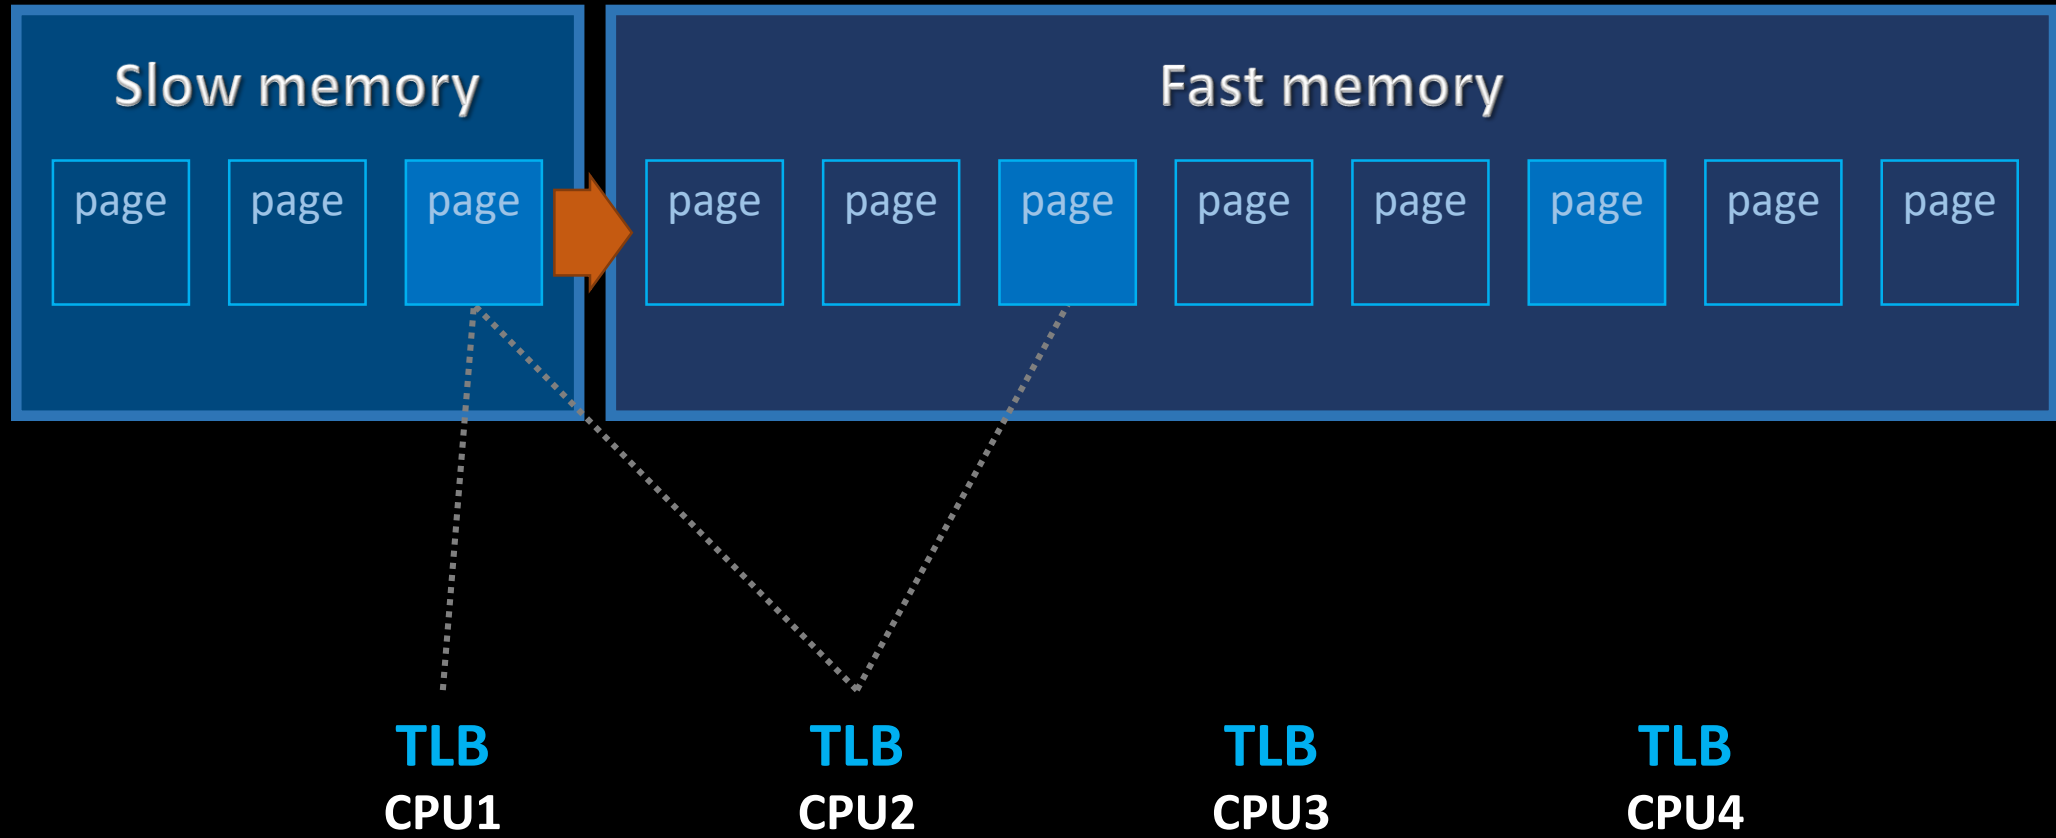 Slow memory
page page page
Fast memory
page page page page page page page page
TLB
CPU1
TLB
CPU2
TLB
CPU3
TLB
CPU4